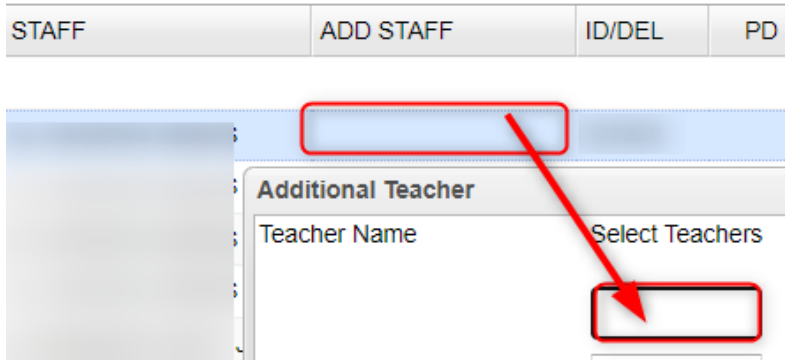 STAFF ADD STAFF ID/DEL PD
Additional Teacher
Teacher Name Select Teachers